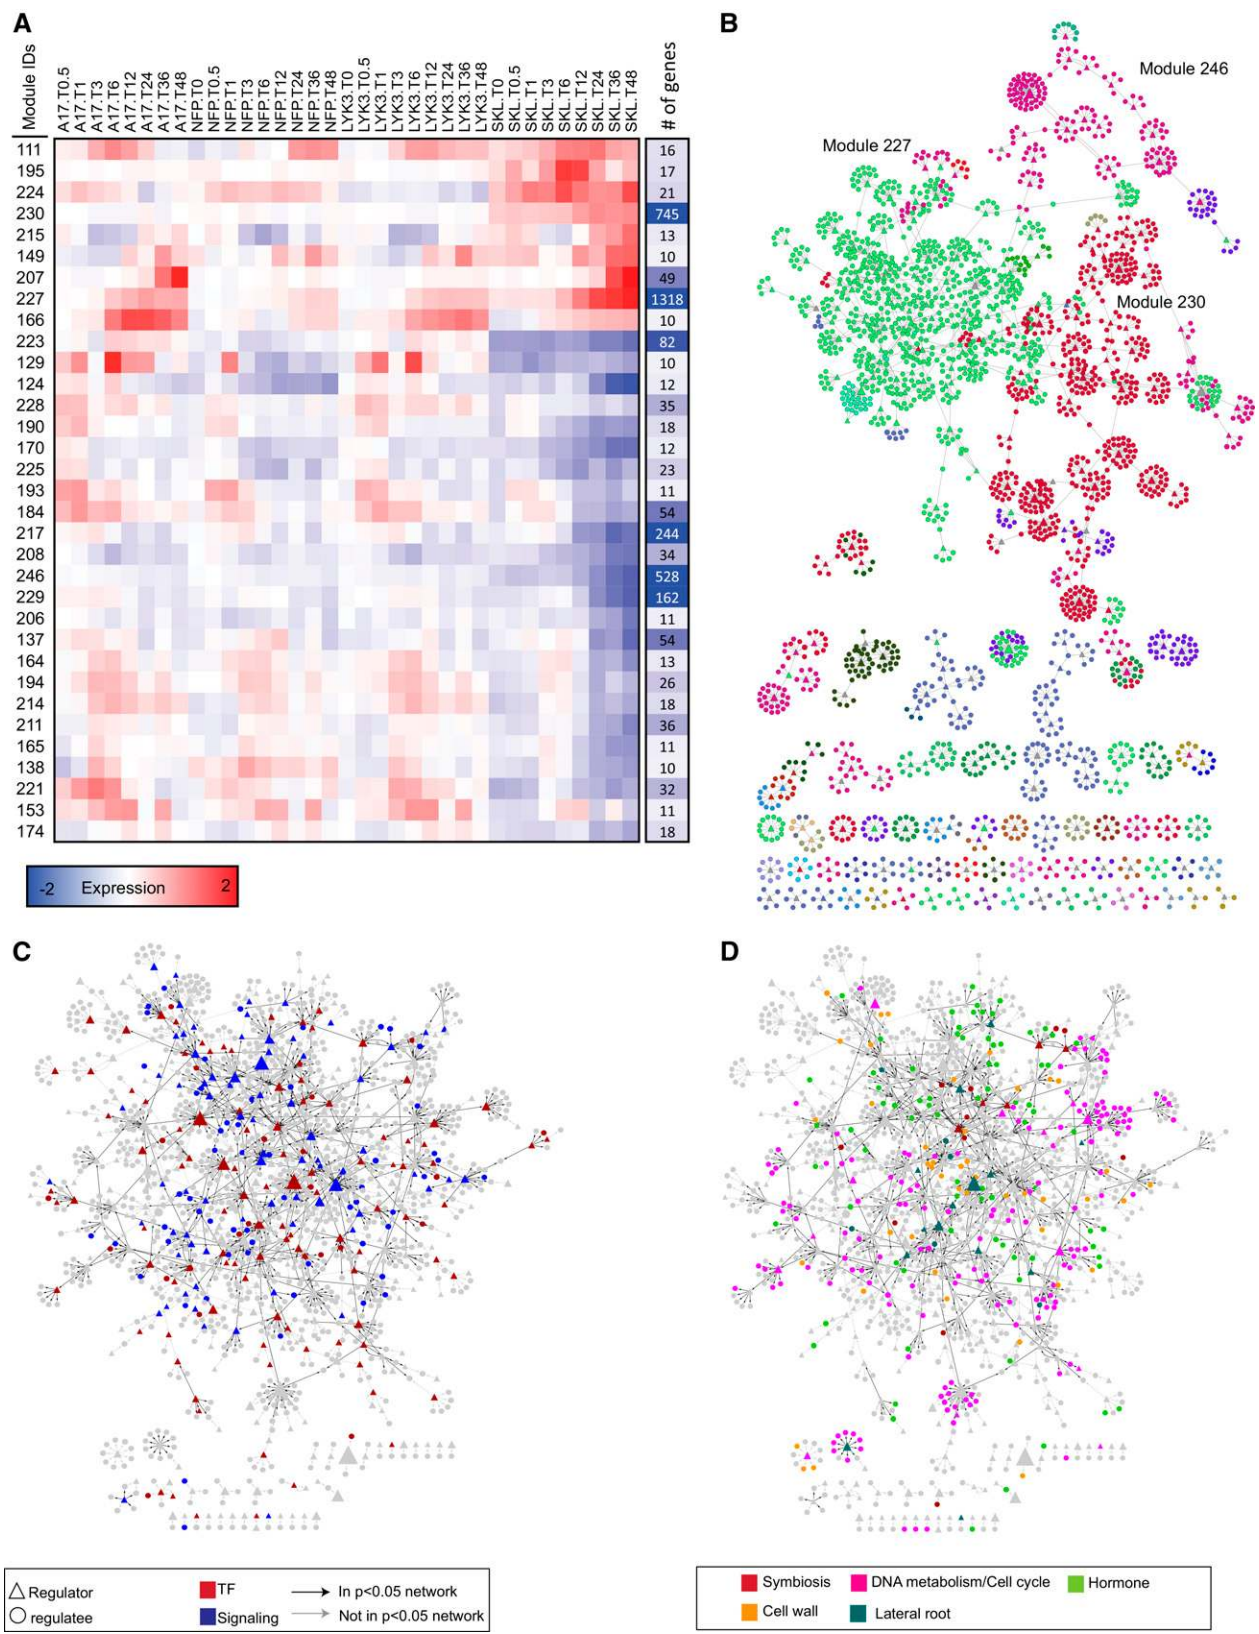 A
B
Module IDs
A17.T0.5
A17.T1
A17.T3
A17.T6
A17.T12
A17.T24
A17.T36
A17.T48
NFP.T0
NFP.T0.5
NFP.T1
NFP.T3
NFP.T6
NFP.T12
NFP.T24
NFP.T36
NFP.T48
LYK3.T0
LYK3.T0.5
LYK3.T1
LYK3.T3
LYK3.T6
LYK3.T12
LYK3.T24
LYK3.T36
LYK3.T48
SKL.T0
SKL.T0.5
SKL.T1
SKL.T3
SKL.T6
SKL.T12
SKL.T24
SKL.T36
SKL.T48
# of genes
111 16
195 17
224 21
230 745
215 13
149 10
207 49
227 1318
166 10
223 82
129 10
124 12
228 35
190 18
170 12
225 23
193 11
184 54
217 244
208 34
246 528
229 162
206 11
137 54
164 13
194 26
214 18
211 36
165 11
138 10
221 32
153 11
174 18
-2 Expression 2
Module 246
Module 227
Module 230
C
D
Regulator
regulatee
TF
Signaling
In p<0.05 network
Not in p<0.05 network
Symbiosis
DNA metabolism/Cell cycle
Hormone
Cell wall
Lateral root